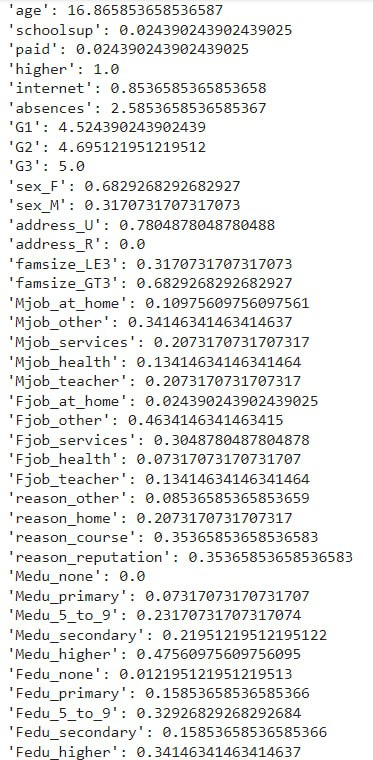 'age': 16.865853658536587
'schoolsup': 0.024390243902439025
'paid': 0.024390243902439025
'higher': 1.0
'internet': 0.8536585365853658
'absences': 2.5853658536585367
'G1': 4.524390243902439
'G2': 4.695121951219512
'G3': 5.0
'sex_F': 0.6829268292682927
'sex_M': 0.3170731707317073
'address_U': 0.7804878048780488
'address_R': 0.0
'famsize_LE3': 0.3170731707317073
'famsize_GT3': 0.6829268292682927
'Mjob_at_home': 0.10975609756097561
'Mjob_other': 0.34146341463414637
'Mjob_services': 0.2073170731707317
'Mjob_health': 0.13414634146341464
'Mjob_teacher': 0.2073170731707317
'Fjob_at_home': 0.024390243902439025
'Fjob_other': 0.4634146341463415
'Fjob_services': 0.3048780487804878
'Fjob_health': 0.07317073170731707
'Fjob_teacher': 0.13414634146341464
'reason_other': 0.08536585365853659
'reason_home': 0.2073170731707317
'reason_course': 0.35365853658536583
'reason_reputation': 0.35365853658536583
'Medu_none': 0.0
'Medu_primary': 0.07317073170731707
'Medu_5_to_9': 0.23170731707317074
'Medu_secondary': 0.21951219512195122
'Medu_higher': 0.47560975609756095
'Fedu_none': 0.012195121951219513
'Fedu_primary': 0.15853658536585366
'Fedu_5_to_9': 0.32926829268292684
'Fedu_secondary': 0.15853658536585366
'Fedu_higher': 0.34146341463414637